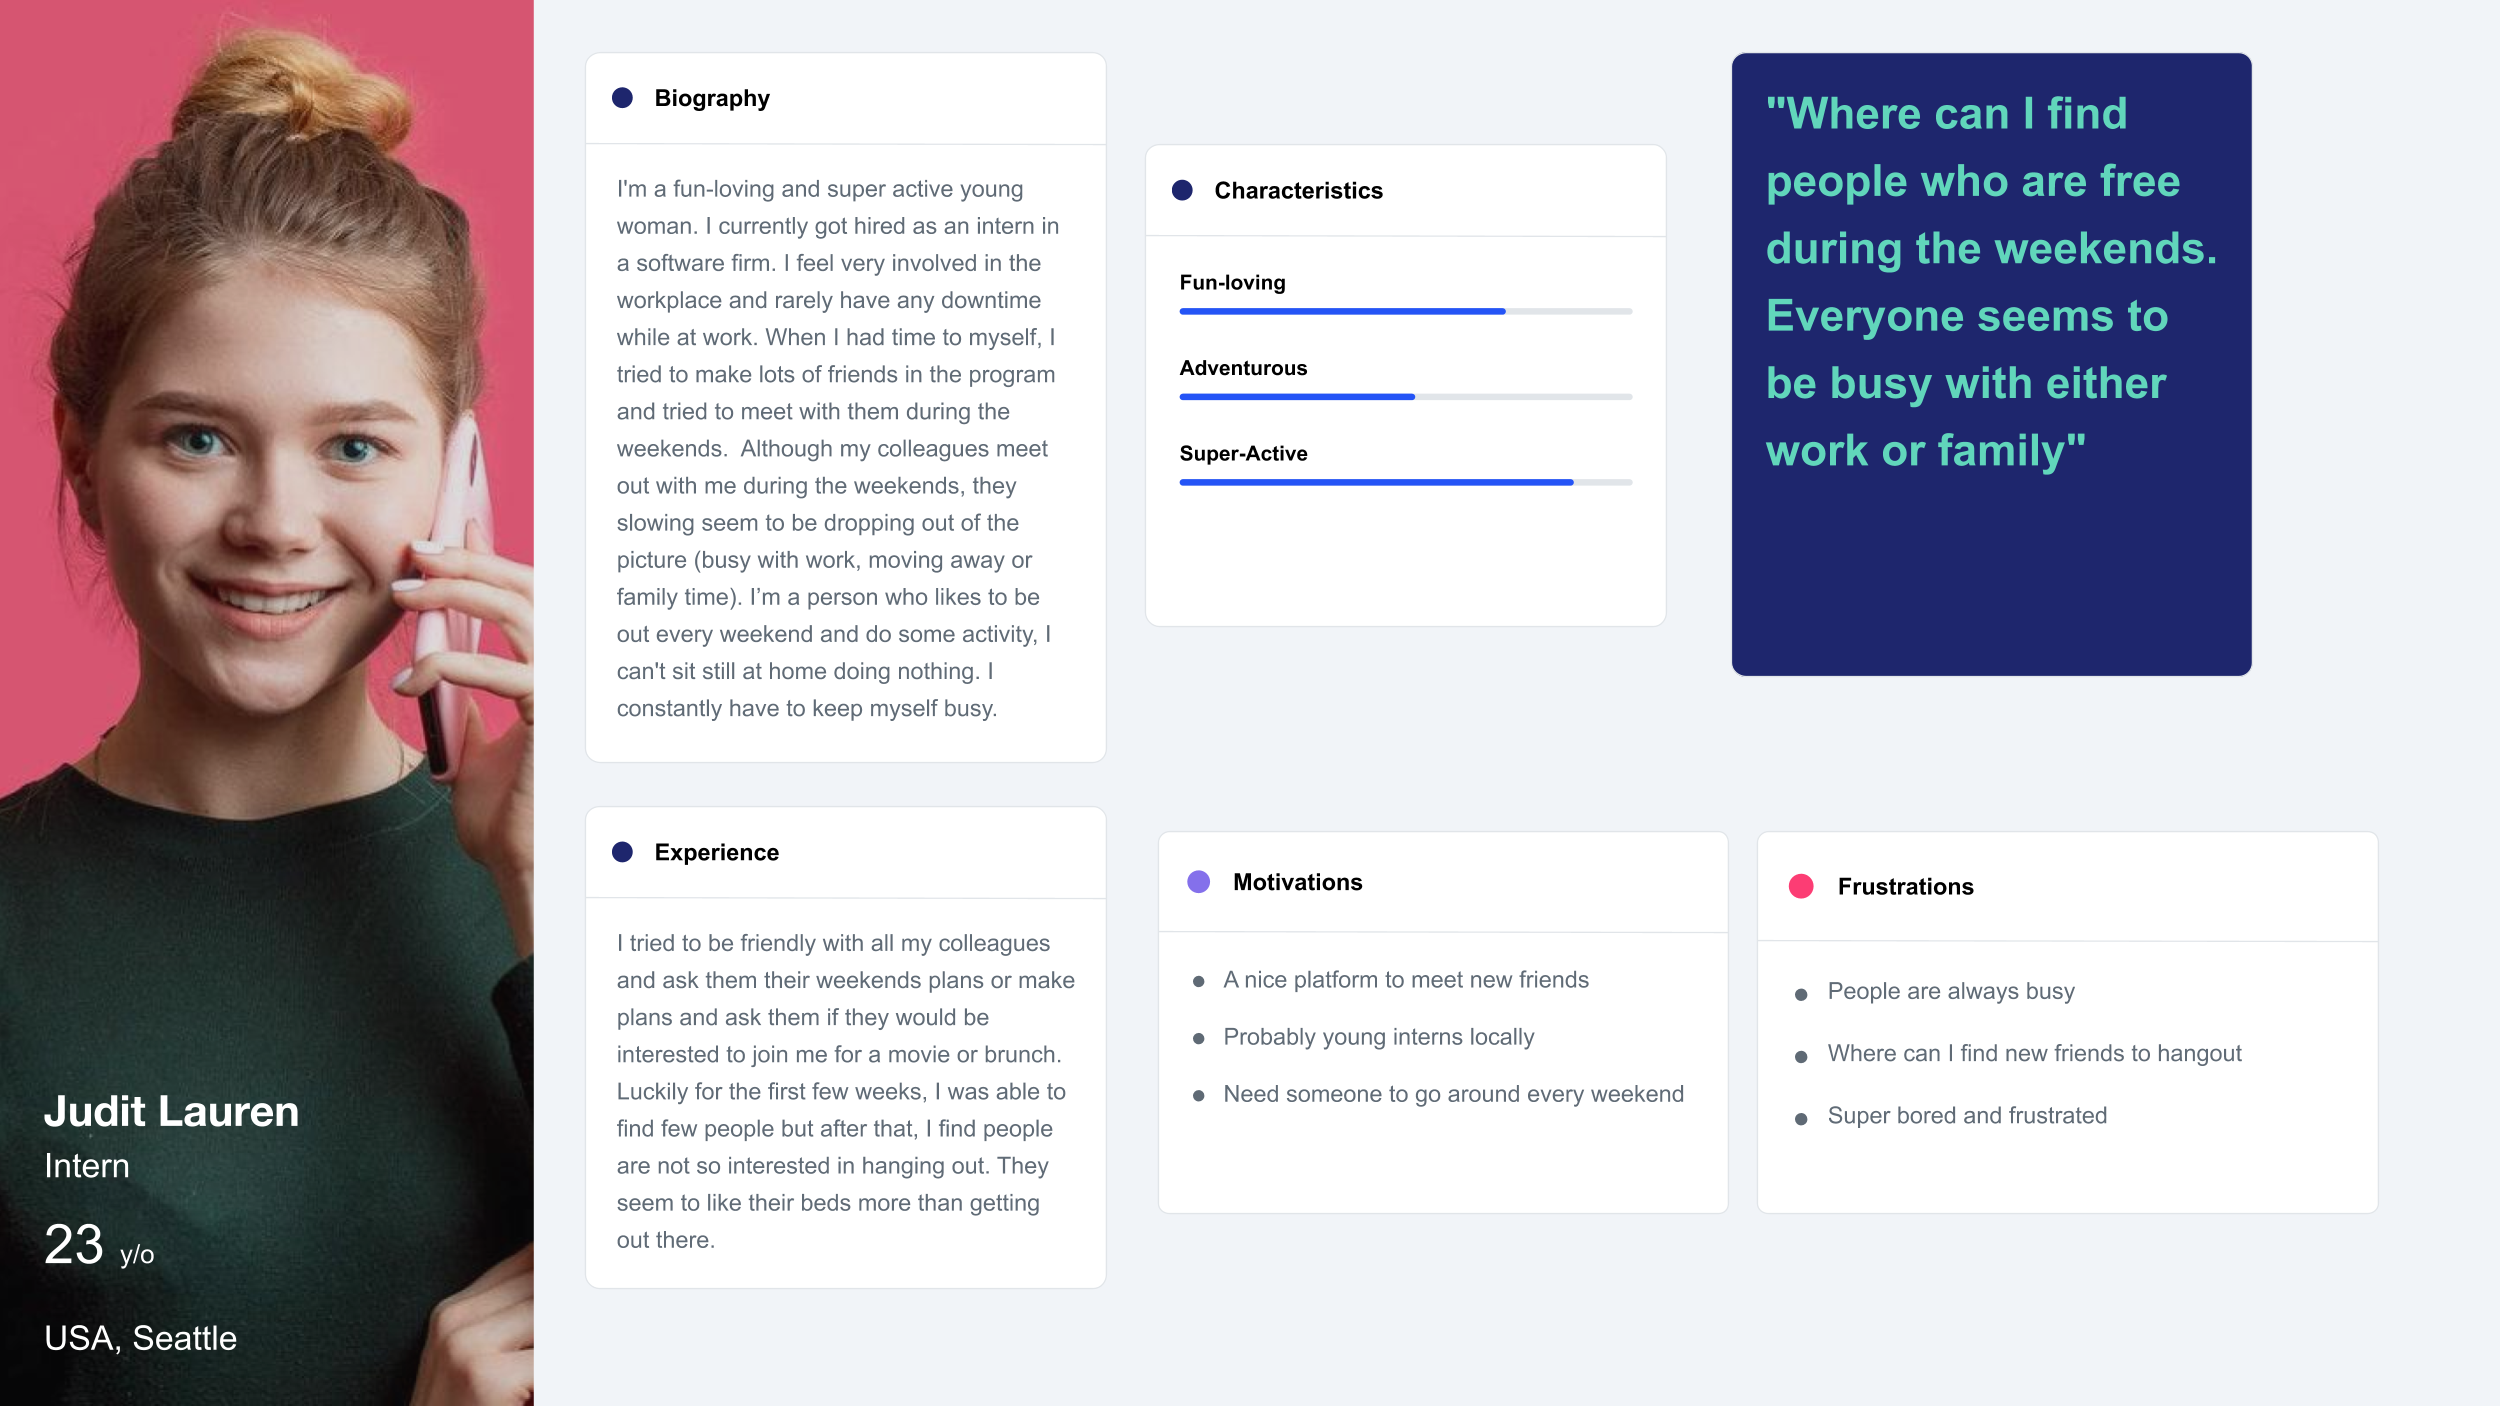 Judit Lauren
Intern
23 y/o
USA, Seattle
Biography
I'm a fun-loving and super active young
woman. I currently got hired as an intern in
a software firm. I feel very involved in the
workplace and rarely have any downtime
while at work. When I had time to myself, I
tried to make lots of friends in the program
and tried to meet with them during the
weekends.  Although my colleagues meet
out with me during the weekends, they
slowing seem to be dropping out of the
picture (busy with work, moving away or
family time). I’m a person who likes to be
out every weekend and do some activity, I
can't sit still at home doing nothing. I
constantly have to keep myself busy.
Characteristics
Fun-loving
Adventurous
Super-Active
"Where can I find
people who are free
during the weekends.
Everyone seems to
be busy with either
work or family"
Experience
I tried to be friendly with all my colleagues
and ask them their weekends plans or make
plans and ask them if they would be
interested to join me for a movie or brunch.
Luckily for the first few weeks, I was able to
find few people but after that, I find people
are not so interested in hanging out. They
seem to like their beds more than getting
out there.
Motivations
A nice platform to meet new friends
Probably young interns locally
Need someone to go around every weekend
Frustrations
People are always busy
Where can I find new friends to hangout
Super bored and frustrated